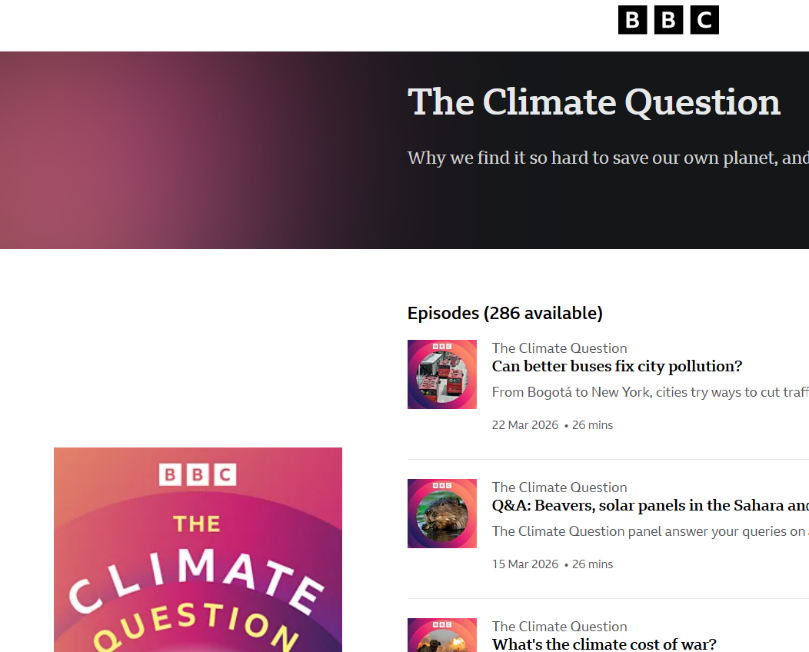 BBC
The Climate Question
Why we find it so hard to save our own planet, and
Episodes (286 available)
BBC
The Climate Question
Can better buses fix city pollution?
From Bogotá to New York, cities try ways to cut traff
22 Mar 2026 • 26 mins
BBC
The Climate Question
Q&A: Beavers, solar panels in the Sahara and
The Climate Question panel answer your queries on
15 Mar 2026 • 26 mins
BBC
The Climate Question
What's the climate cost of war?
BBC
THE
CLIMATE
QUESTION